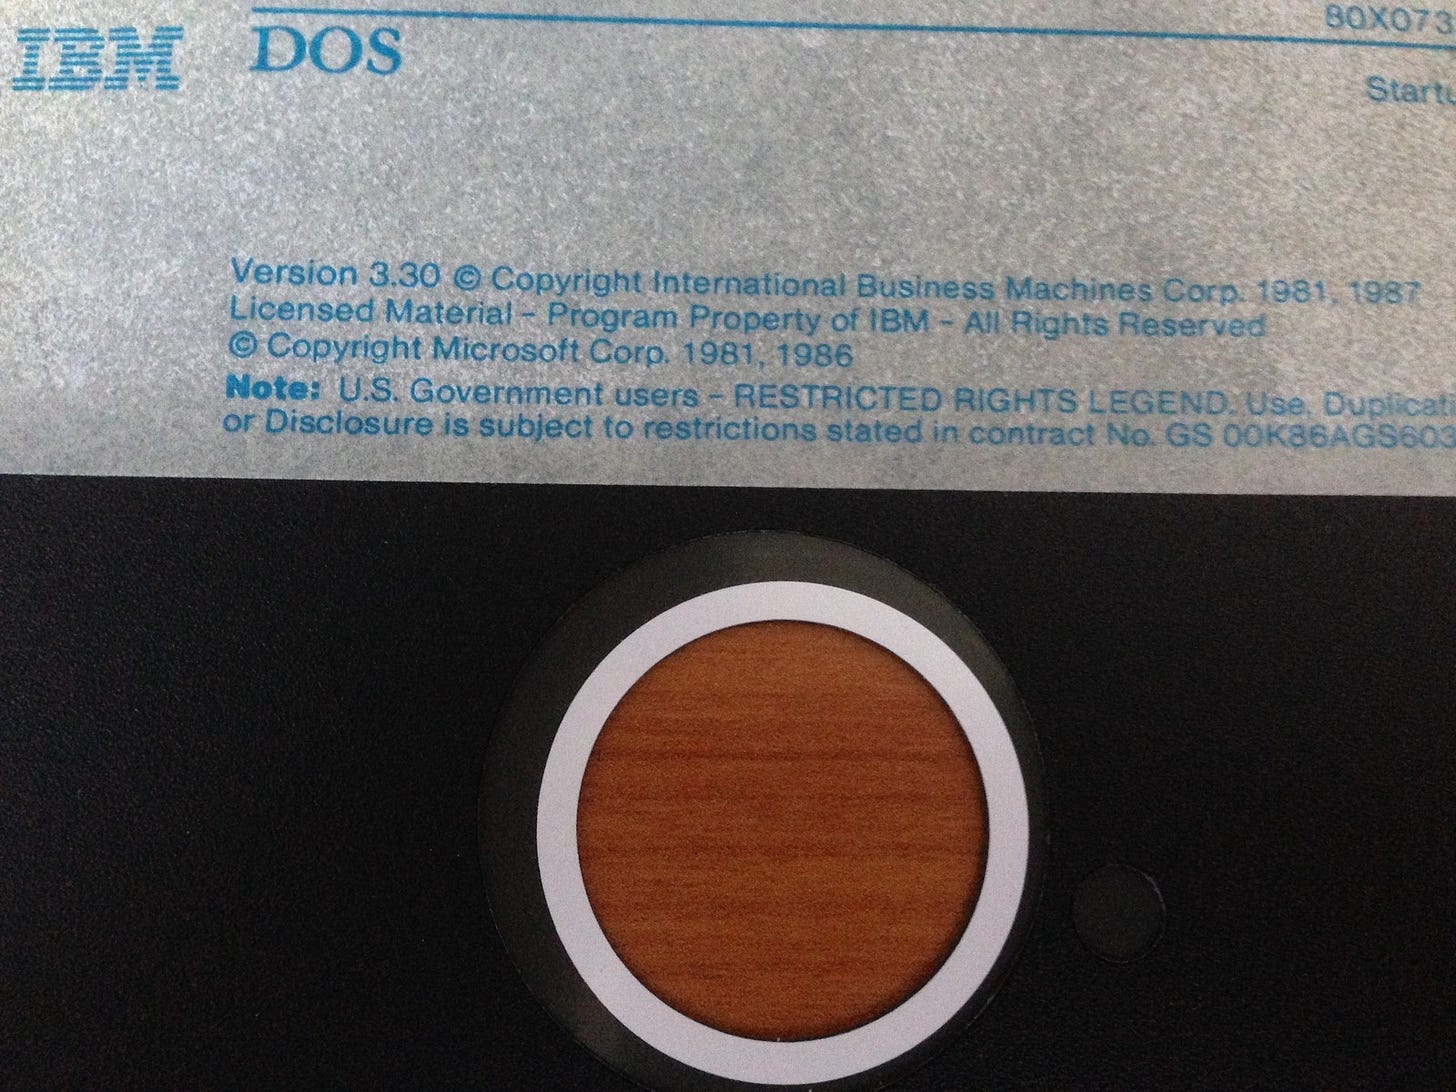 IBM DOS
80X073
Version 3.30 © Copyright International Business Machines Corp. 1981, 1987
Licensed Material - Program Property of IBM - All Rights Reserved
© Copyright Microsoft Corp. 1981, 1986
Note: U.S. Government users - RESTRICTED RIGHTS LEGEND. Use, Duplicat
or Disclosure is subject to restrictions stated in contract No. GS 00K86AGS603